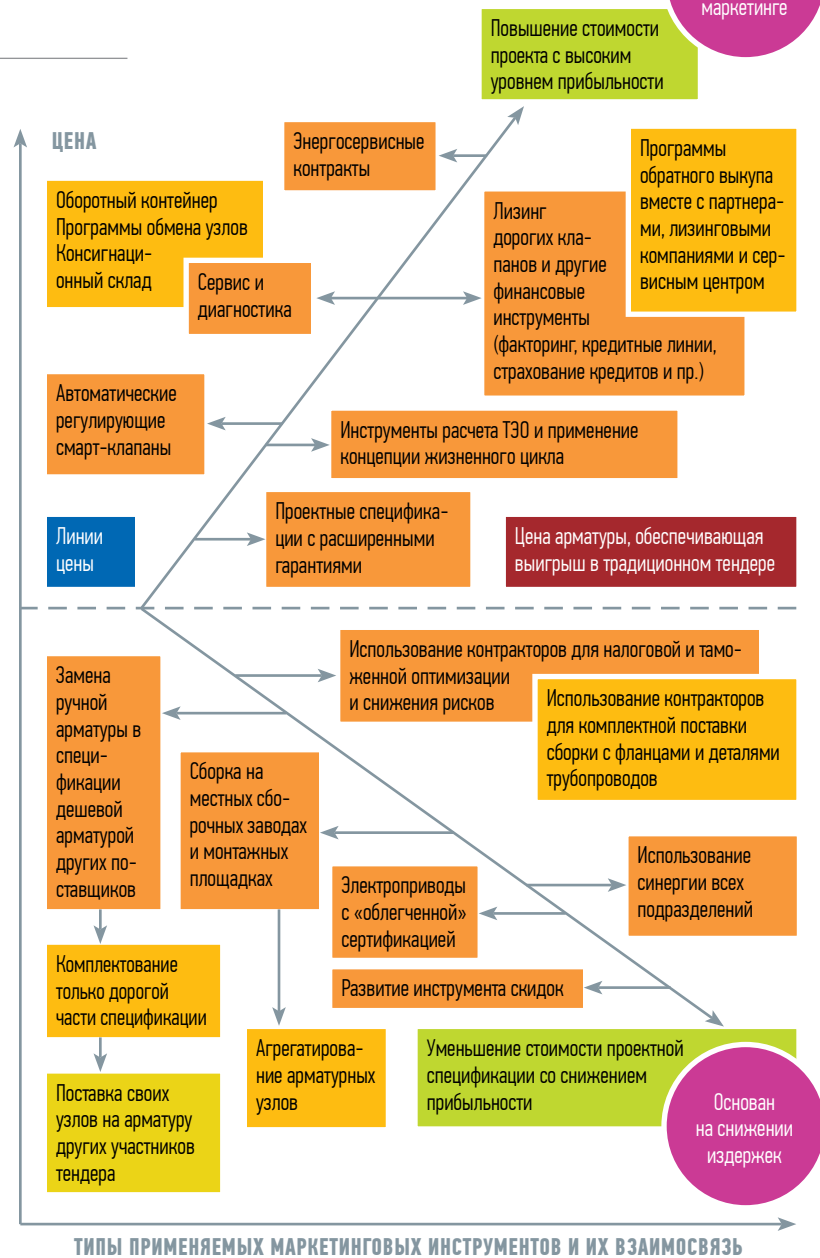 маркетинге
Повышение стоимости
проекта с высоким
уровнем прибыльности
ЦЕНА
Энергосервисные
контракты
Программы
обратного выкупа
вместе с партнера-
ми, лизинговыми
компаниями и сер-
висным центром
Оборотный контейнер
Программы обмена узлов
Консигнаци-
онный склад
Сервис и
диагностика
Лизинг
дорогих кла-
панов и другие
финансовые
инструменты
(факторинг, кредитные линии,
страхование кредитов и пр.)
Автоматические
регулирующие
смарт-клапаны
Инструменты расчета ТЭО и применение
концепции жизненного цикла
Проектные специфика-
ции с расширенными
гарантиями
Линии
цены
Цена арматуры, обеспечивающая
выигрыш в традиционном тендере
Использование контракторов для налоговой и тамо-
женной оптимизации
и снижения рисков
Замена
ручной
арматуры в
специ-
фикации
дешевой
арматурой
других по-
ставщиков
Использование контракторов
для комплектной поставки
сборки с фланцами и деталями
трубопроводов
Сборка на
местных сбо-
рочных заводах
и монтажных
площадках
Использование
синергии всех
подразделений
Электроприводы
с «облегченной»
сертификацией
Комплектование
только дорогой
части спецификации
Развитие инструмента скидок
Агрегатирова-
ние арматурных
узлов
Уменьшение стоимости проектной
спецификации со снижением
прибыльности
Поставка своих
узлов на арматуру
других участников
тендера
Основан
на снижении
издержек
ТИПЫ ПРИМЕНЯЕМЫХ МАРКЕТИНГОВЫХ ИНСТРУМЕНТОВ И ИХ ВЗАИМОСВЯЗЬ